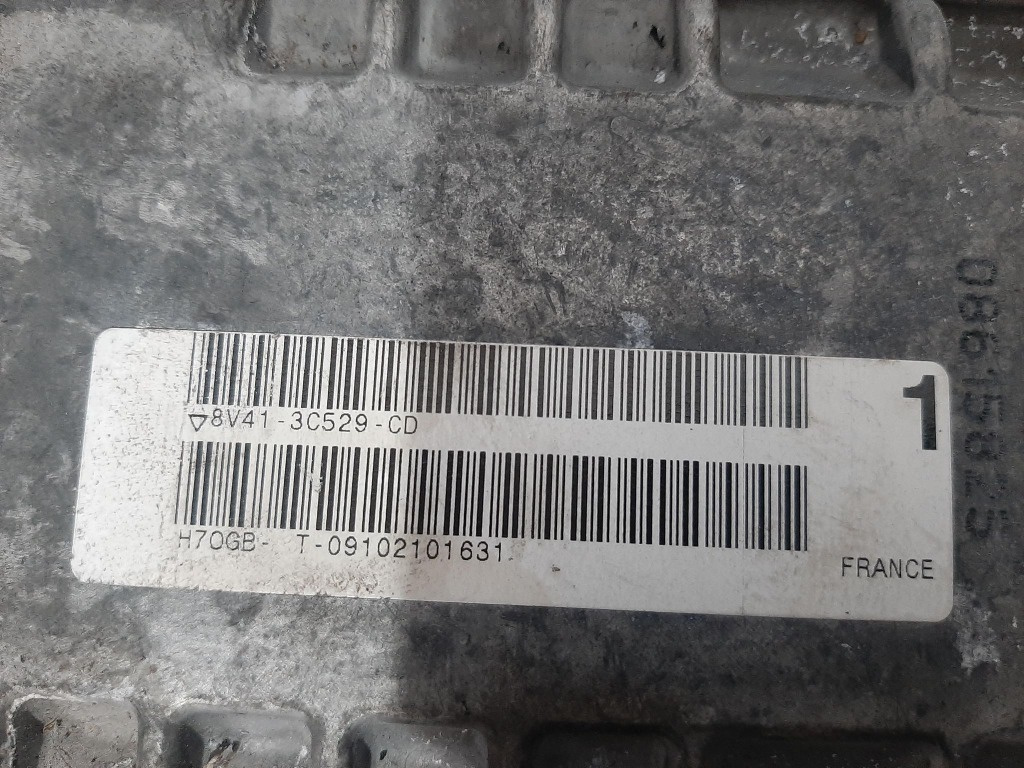 ▽8V41-3C529-CD
H70GB- T-09102101631
1
FRANCE